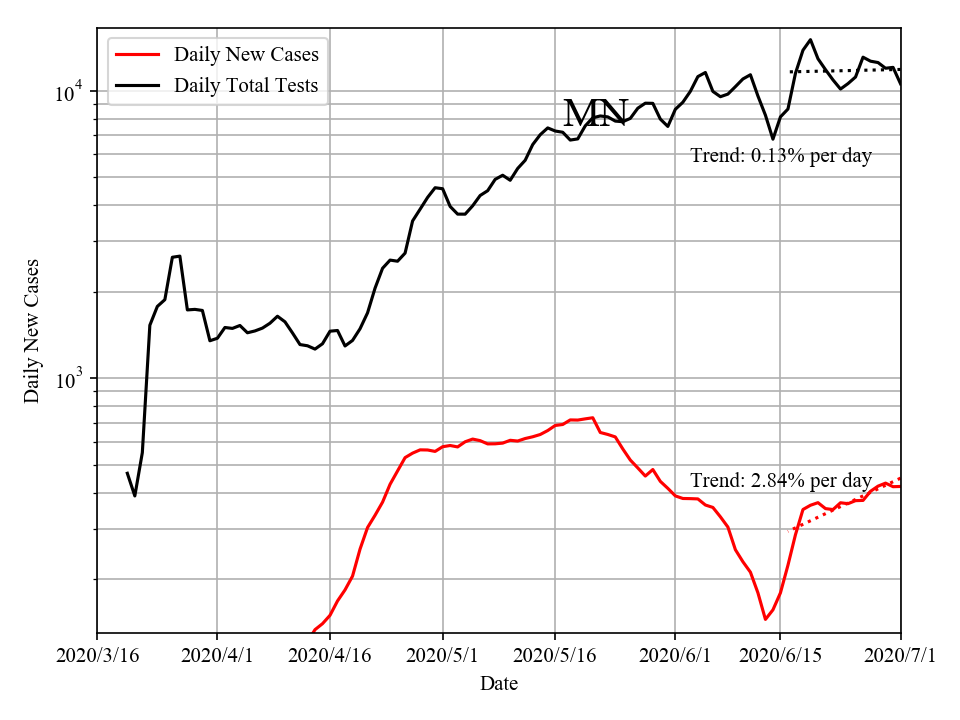 Daily New Cases
Daily Total Tests
10^4
MN
Trend: 0.13% per day
Daily New Cases
10^3
Trend: 2.84% per day
2020/3/16 2020/4/1 2020/4/16 2020/5/1 2020/5/16 2020/6/1 2020/6/15 2020/7/1
Date